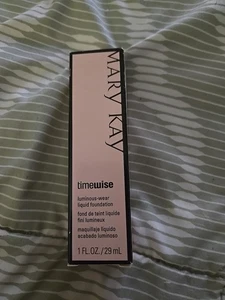 MARY KAY
timewise
luminous-wear
liquid foundation
fond de teint liquide
fini lumineux
maquillaje líquido
acabado luminoso
1 FL. OZ. / 29 mL